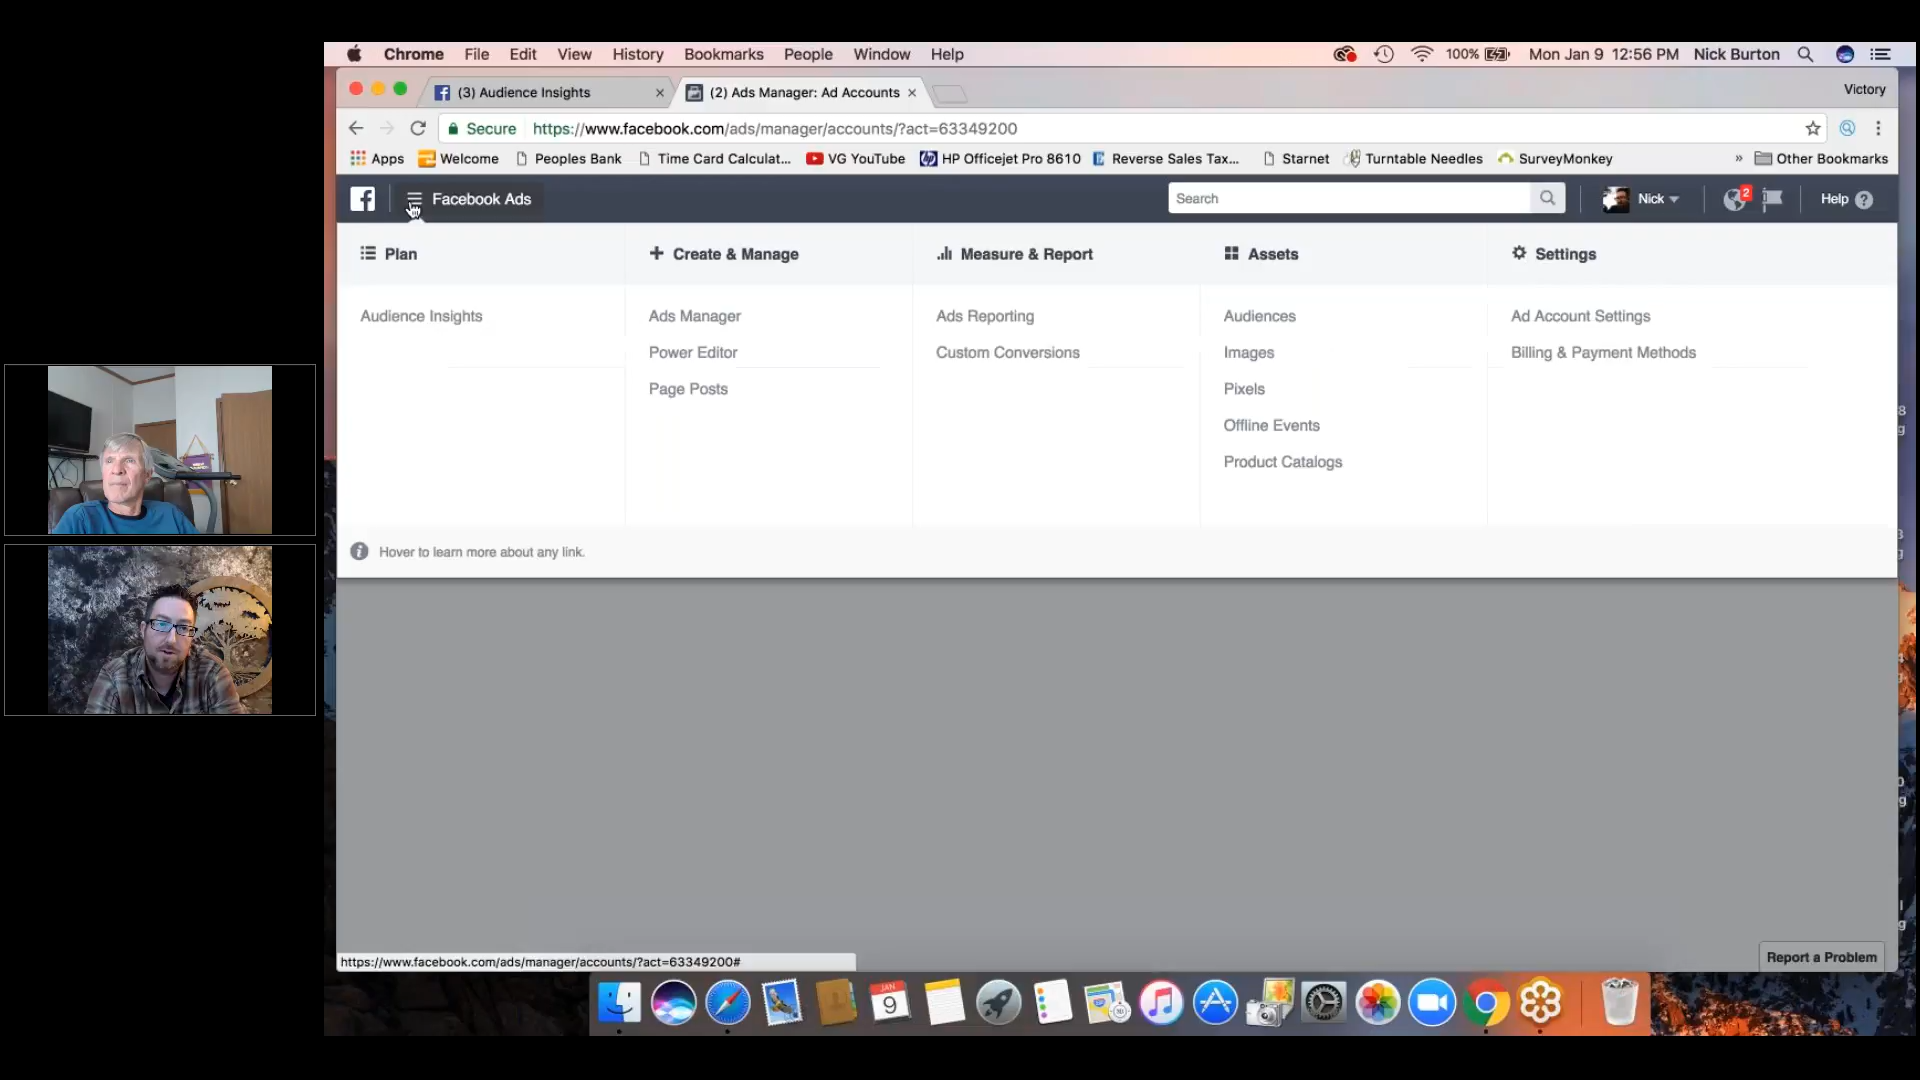 Chrome File Edit View History Bookmarks People Window Help 100% Mon Jan 9 12:56 PM Nick Burton
(3) Audience Insights × (2) Ads Manager: Ad Accounts × Victory
Secure https://www.facebook.com/ads/manager/accounts/?act=63349200
Apps Welcome Peoples Bank Time Card Calculat... VG YouTube HP Officejet Pro 8610 Reverse Sales Tax... Starnet Turntable Needles SurveyMonkey » Other Bookmarks
Facebook Ads Search Nick 2 Help ?
Plan Create & Manage Measure & Report Assets Settings
Audience Insights Ads Manager Ads Reporting Audiences Ad Account Settings
Power Editor Custom Conversions Images Billing & Payment Methods
Page Posts Pixels
Offline Events
Product Catalogs
Hover to learn more about any link.
Report a Problem
https://www.facebook.com/ads/manager/accounts/?act=63349200#
JAN
9